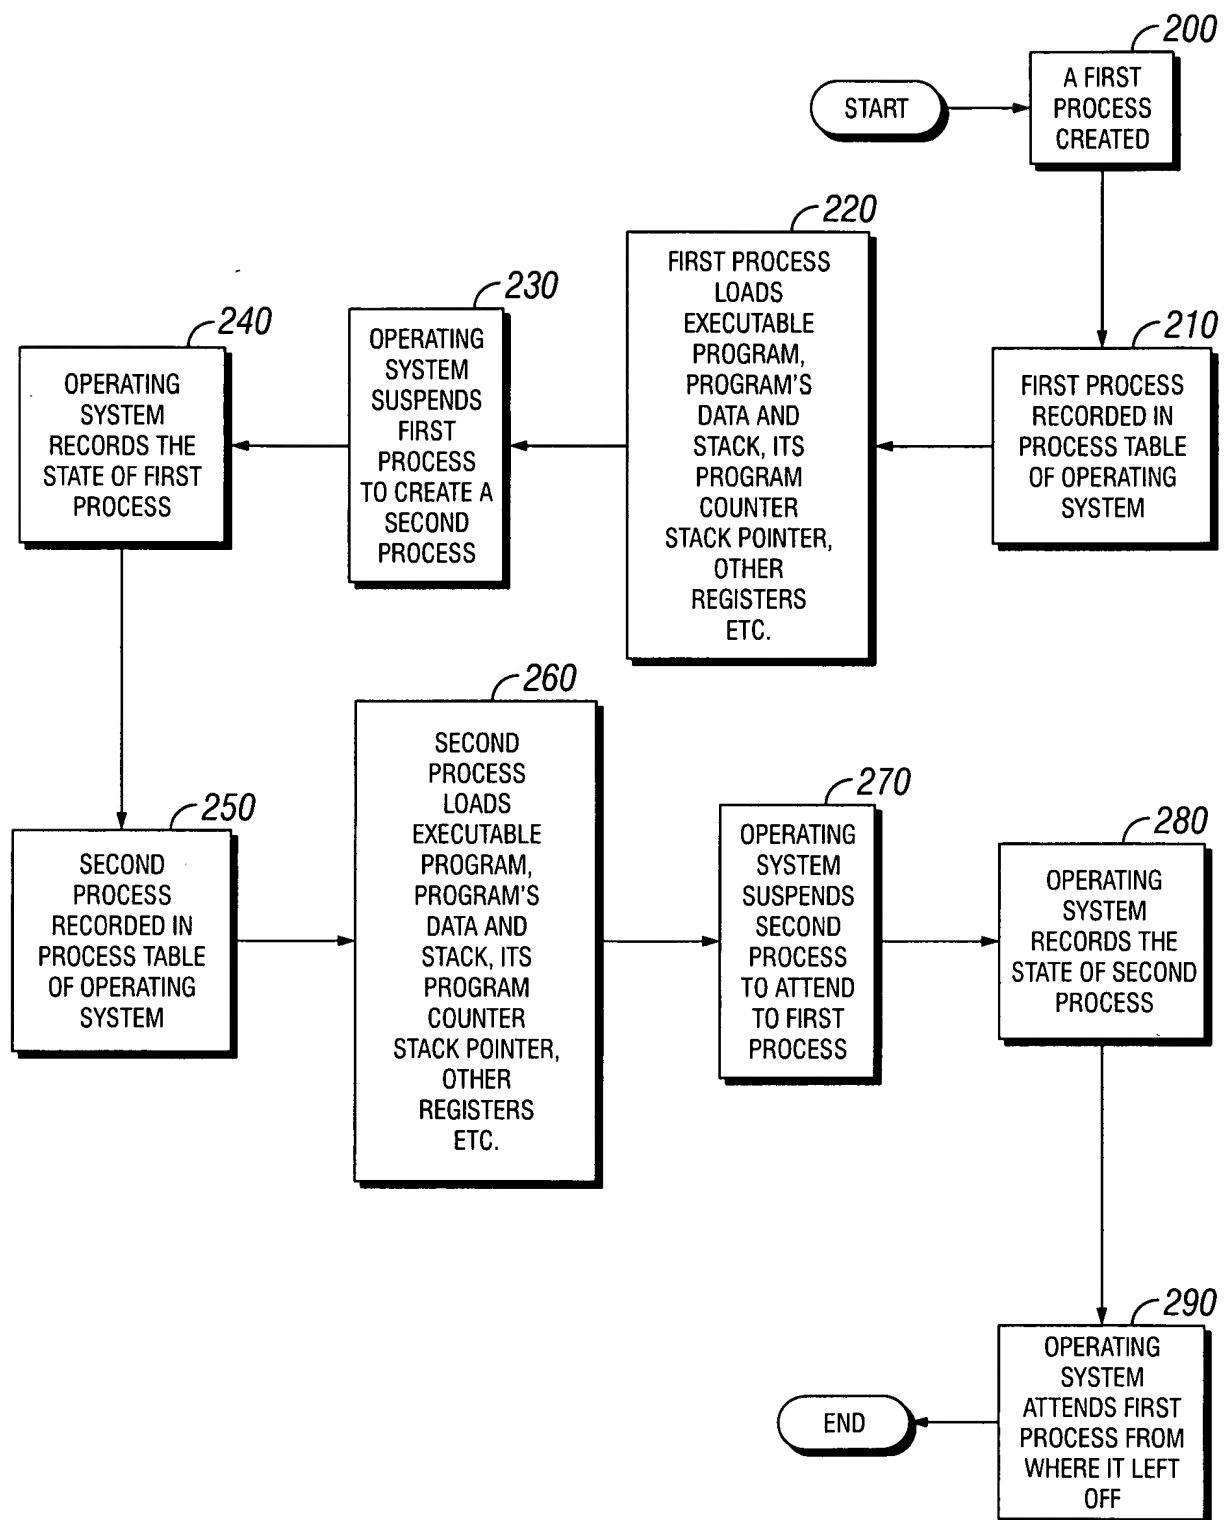 START
200
A FIRST
PROCESS
CREATED
210
FIRST PROCESS
RECORDED IN
PROCESS TABLE
OF OPERATING
SYSTEM
220
FIRST PROCESS
LOADS
EXECUTABLE
PROGRAM,
PROGRAM'S
DATA AND
STACK, ITS
PROGRAM
COUNTER
STACK POINTER,
OTHER
REGISTERS
ETC.
230
OPERATING
SYSTEM
SUSPENDS
FIRST
PROCESS
TO CREATE A
SECOND
PROCESS
240
OPERATING
SYSTEM
RECORDS THE
STATE OF FIRST
PROCESS
250
SECOND
PROCESS
RECORDED IN
PROCESS TABLE
OF OPERATING
SYSTEM
260
SECOND
PROCESS
LOADS
EXECUTABLE
PROGRAM,
PROGRAM'S
DATA AND
STACK, ITS
PROGRAM
COUNTER
STACK POINTER,
OTHER
REGISTERS
ETC.
270
OPERATING
SYSTEM
SUSPENDS
SECOND
PROCESS
TO ATTEND
TO FIRST
PROCESS
280
OPERATING
SYSTEM
RECORDS THE
STATE OF SECOND
PROCESS
290
OPERATING
SYSTEM
ATTENDS FIRST
PROCESS FROM
WHERE IT LEFT
OFF
END